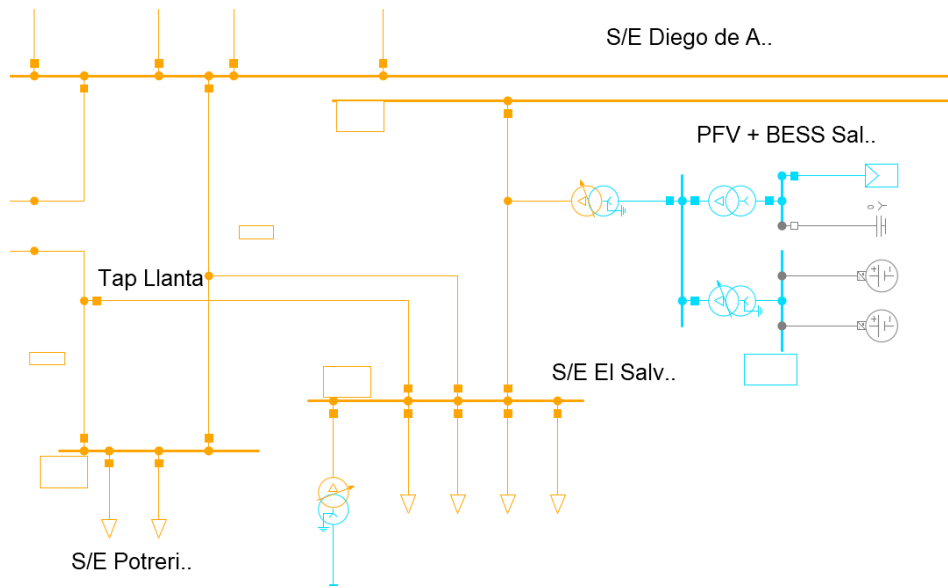 S/E Diego de A..
PFV + BESS Sal..
Tap Llanta
S/E El Salv..
S/E Potreri..